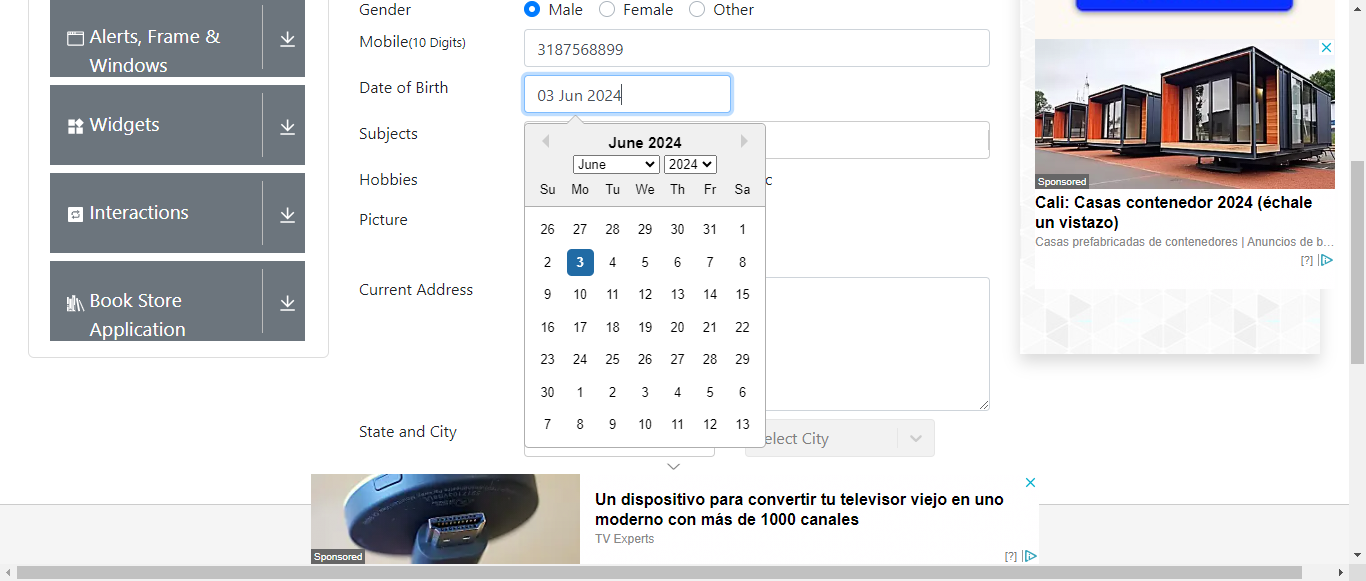 Alerts, Frame &
Windows
Widgets
Interactions
Book Store
Application
Gender
Male
Female
Other
Mobile(10 Digits)
3187568899
Date of Birth
03 Jun 2024
Subjects
Hobbies
c
Picture
Current Address
State and City
elect City
June 2024
June
2024
Su Mo Tu We Th Fr Sa
26 27 28 29 30 31 1
2 3 4 5 6 7 8
9 10 11 12 13 14 15
16 17 18 19 20 21 22
23 24 25 26 27 28 29
30 1 2 3 4 5 6
7 8 9 10 11 12 13
Sponsored
Cali: Casas contenedor 2024 (échale
un vistazo)
Casas prefabricadas de contenedores | Anuncios de b…
[?]
Sponsored
Un dispositivo para convertir tu televisor viejo en uno
moderno con más de 1000 canales
TV Experts
[?]